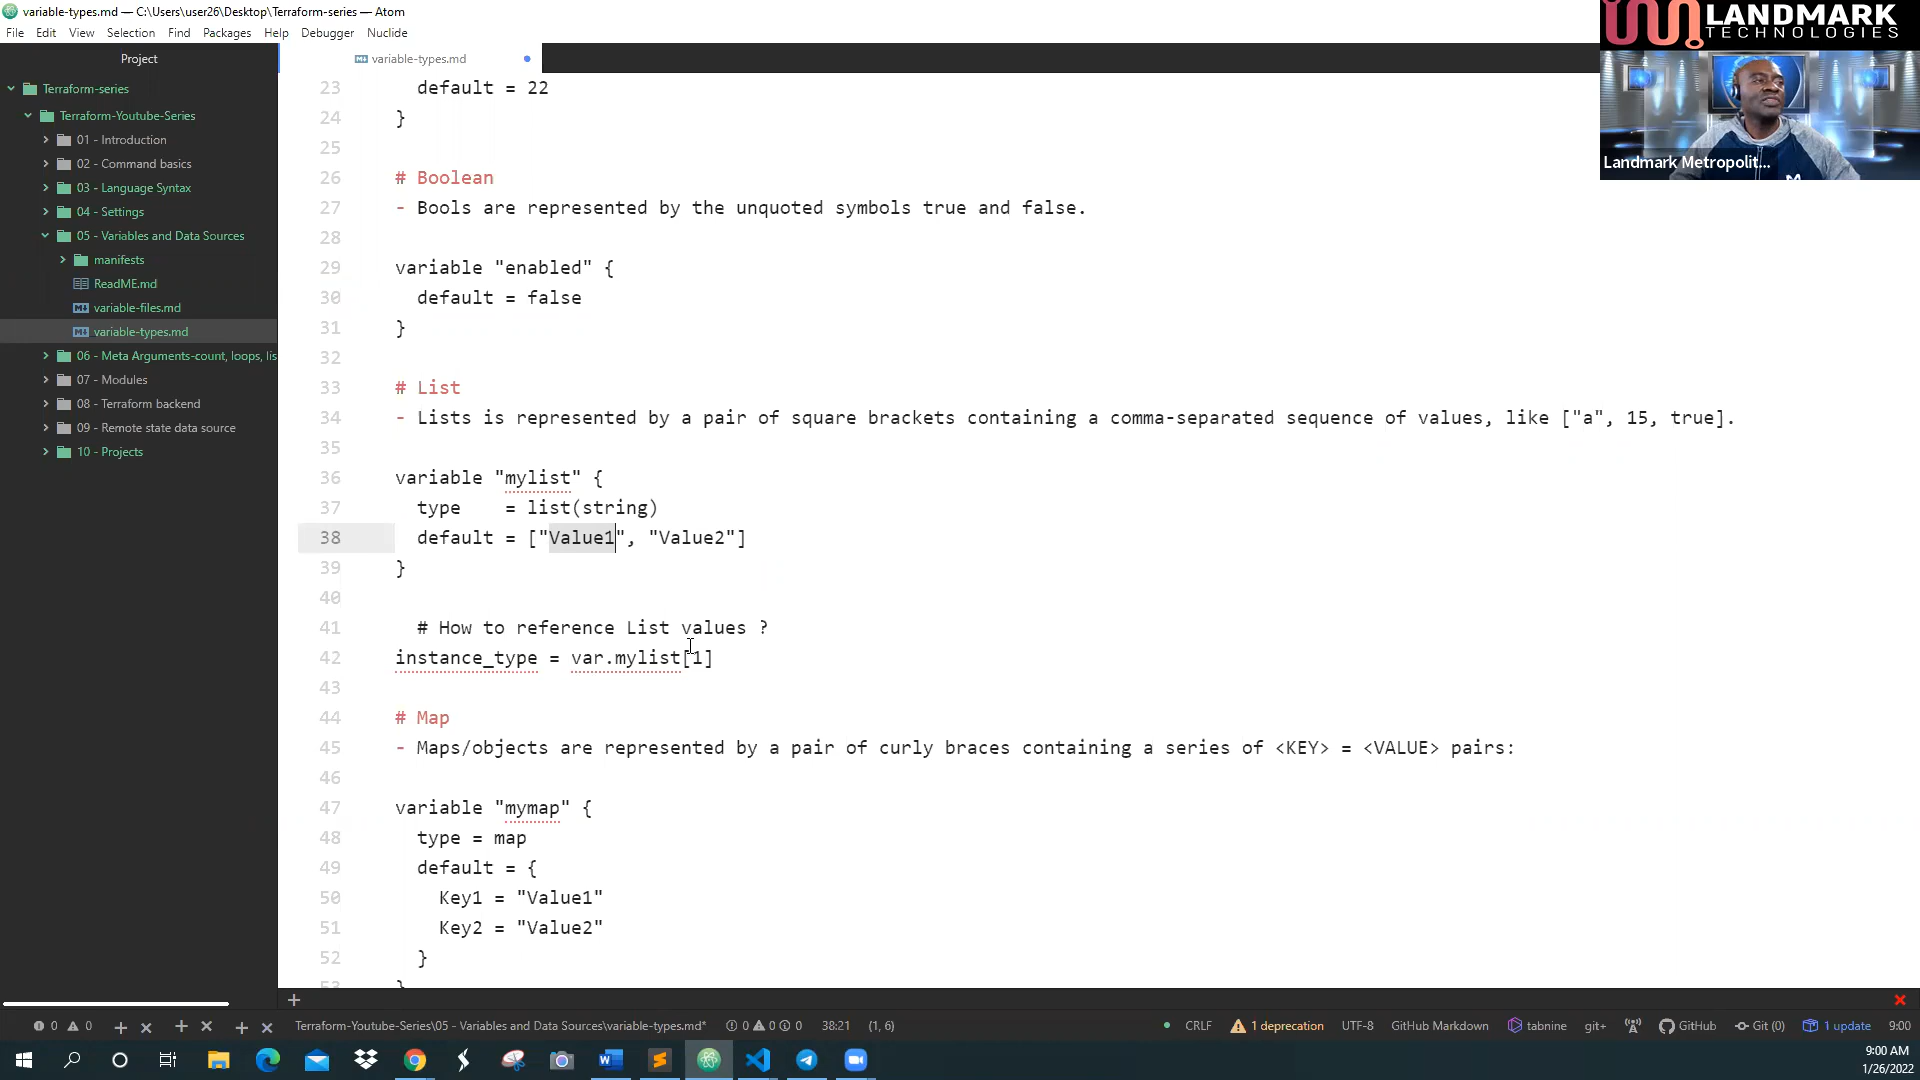 variable-types.md — C:\Users\user26\Desktop\Terraform-series — Atom
File Edit View Selection Find Packages Help Debugger Nuclide
LANDMARK
TECHNOLOGIES
Landmark Metropolit...
Project
Terraform-series
Terraform-Youtube-Series
01 - Introduction
02 - Command basics
03 - Language Syntax
04 - Settings
05 - Variables and Data Sources
manifests
ReadME.md
variable-files.md
variable-types.md
06 - Meta Arguments-count, loops, lis
07 - Modules
08 - Terraform backend
09 - Remote state data source
10 - Projects
variable-types.md
23 default = 22
24 }
25
26 # Boolean
27 - Bools are represented by the unquoted symbols true and false.
28
29 variable "enabled" {
30 default = false
31 }
32
33 # List
34 - Lists is represented by a pair of square brackets containing a comma-separated sequence of values, like ["a", 15, true].
35
36 variable "mylist" {
37 type = list(string)
38 default = ["Value1", "Value2"]
39 }
40
41 # How to reference List values ?
42 instance_type = var.mylist[1]
43
44 # Map
45 - Maps/objects are represented by a pair of curly braces containing a series of <KEY> = <VALUE> pairs:
46
47 variable "mymap" {
48 type = map
49 default = {
50 Key1 = "Value1"
51 Key2 = "Value2"
52 }
53 }
0 0 Terraform-Youtube-Series\05 - Variables and Data Sources\variable-types.md* 0 0 0 38:21 (1, 6) CRLF 1 deprecation UTF-8 GitHub Markdown tabnine git+ GitHub Git (0) 1 update 9:00
9:00 AM
1/26/2022